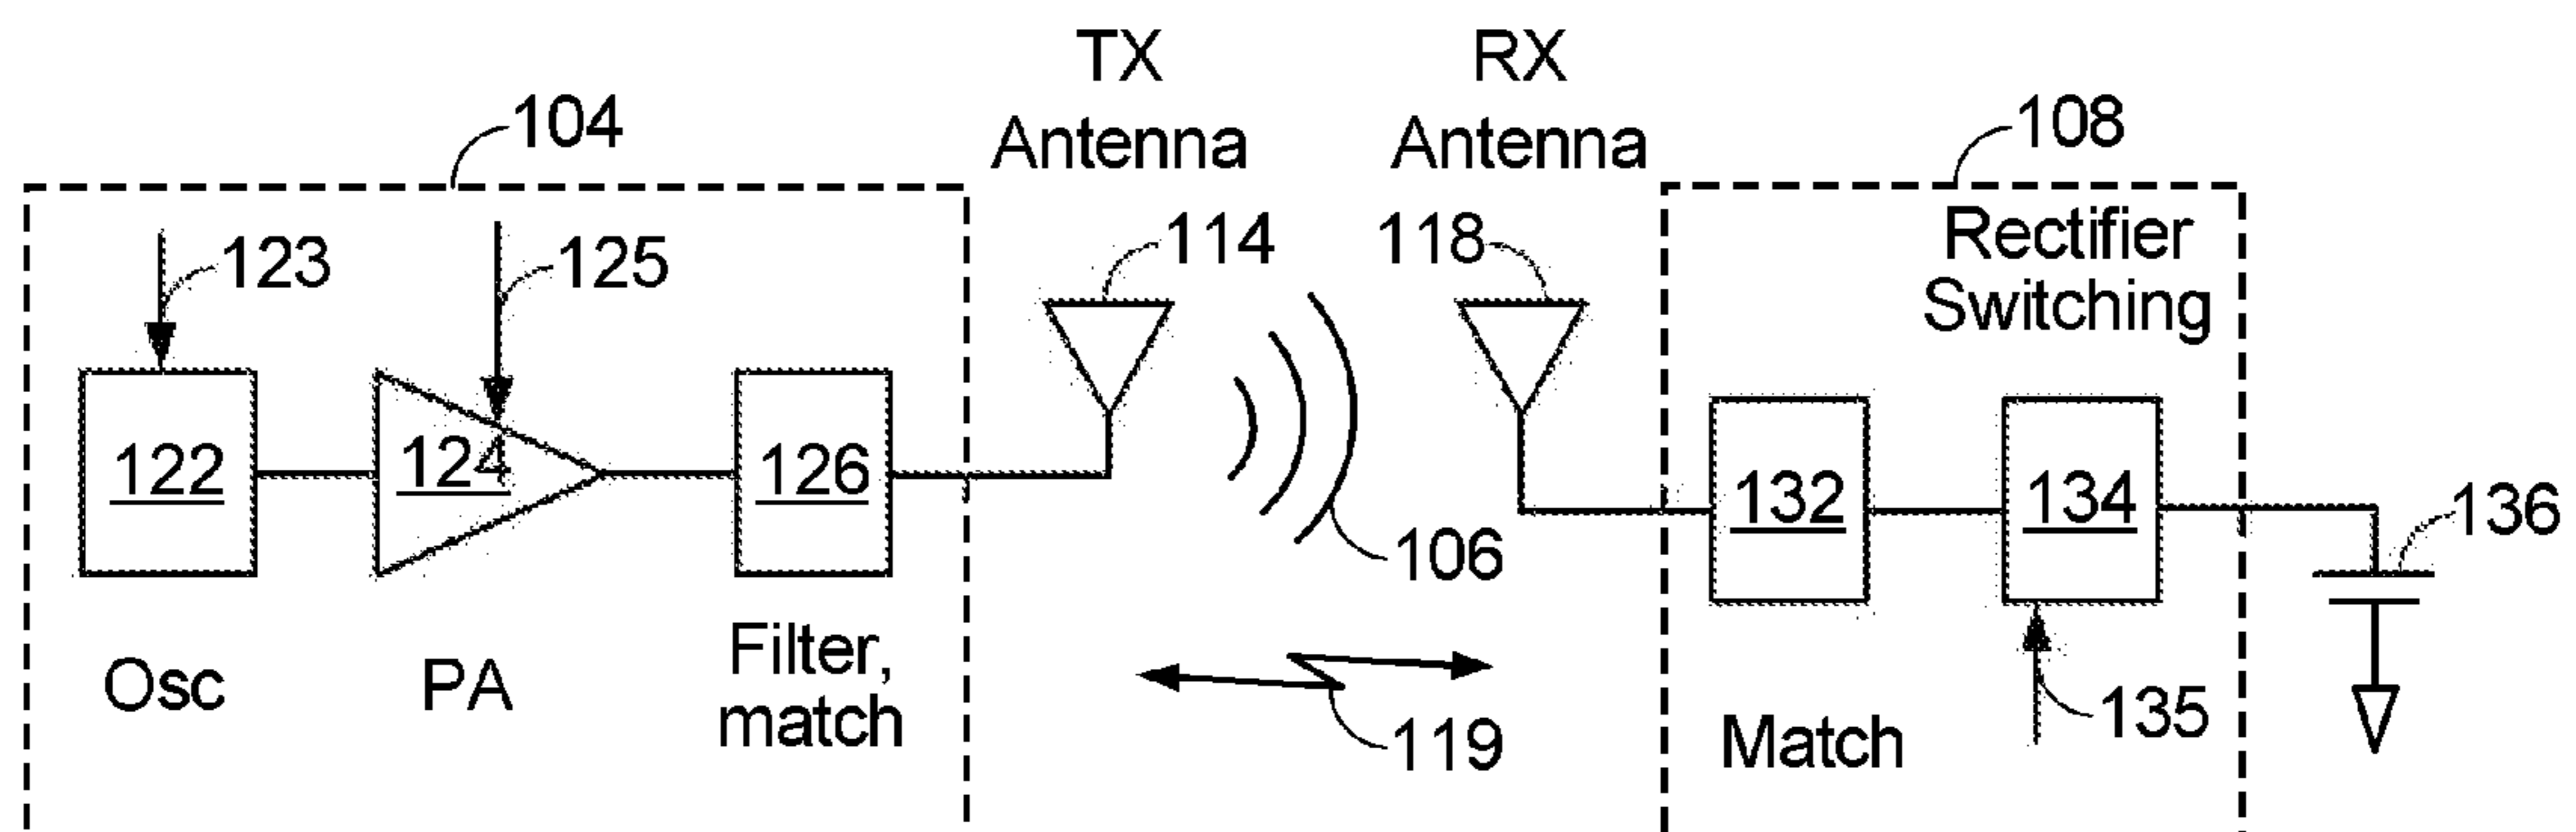 TX
Antenna
RX
Antenna
104
108
114
118
123
125
Rectifier
Switching
122
124
126
132
134
136
106
Osc
PA
Filter,
match
119
Match
135